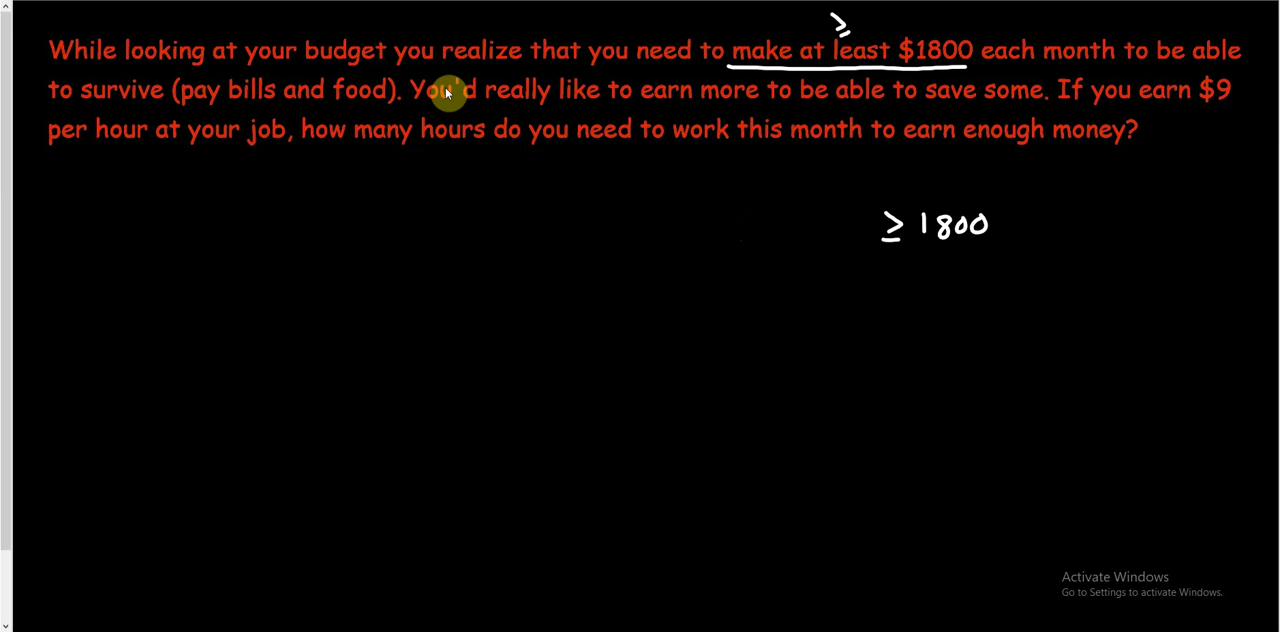 ≥
While looking at your budget you realize that you need to make at least $1800 each month to be able
to survive (pay bills and food). You'd really like to earn more to be able to save some. If you earn $9
per hour at your job, how many hours do you need to work this month to earn enough money?
≥ 1800
Activate Windows
Go to Settings to activate Windows.